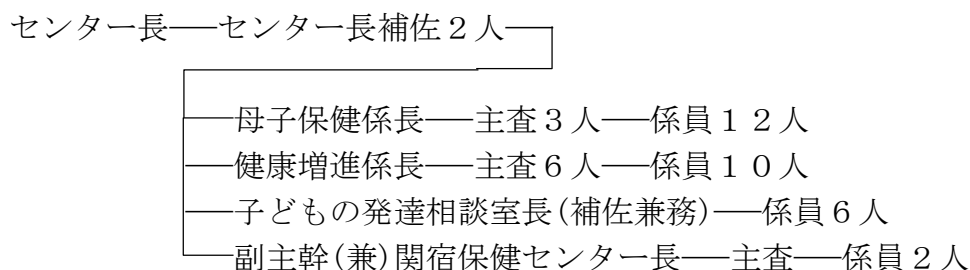 センター長──センター長補佐２人
母子保健係長──主査３人──係員１２人
健康増進係長──主査６人──係員１０人
子どもの発達相談室長(補佐兼務)──係員６人
副主幹(兼)関宿保健センター長──主査──係員２人